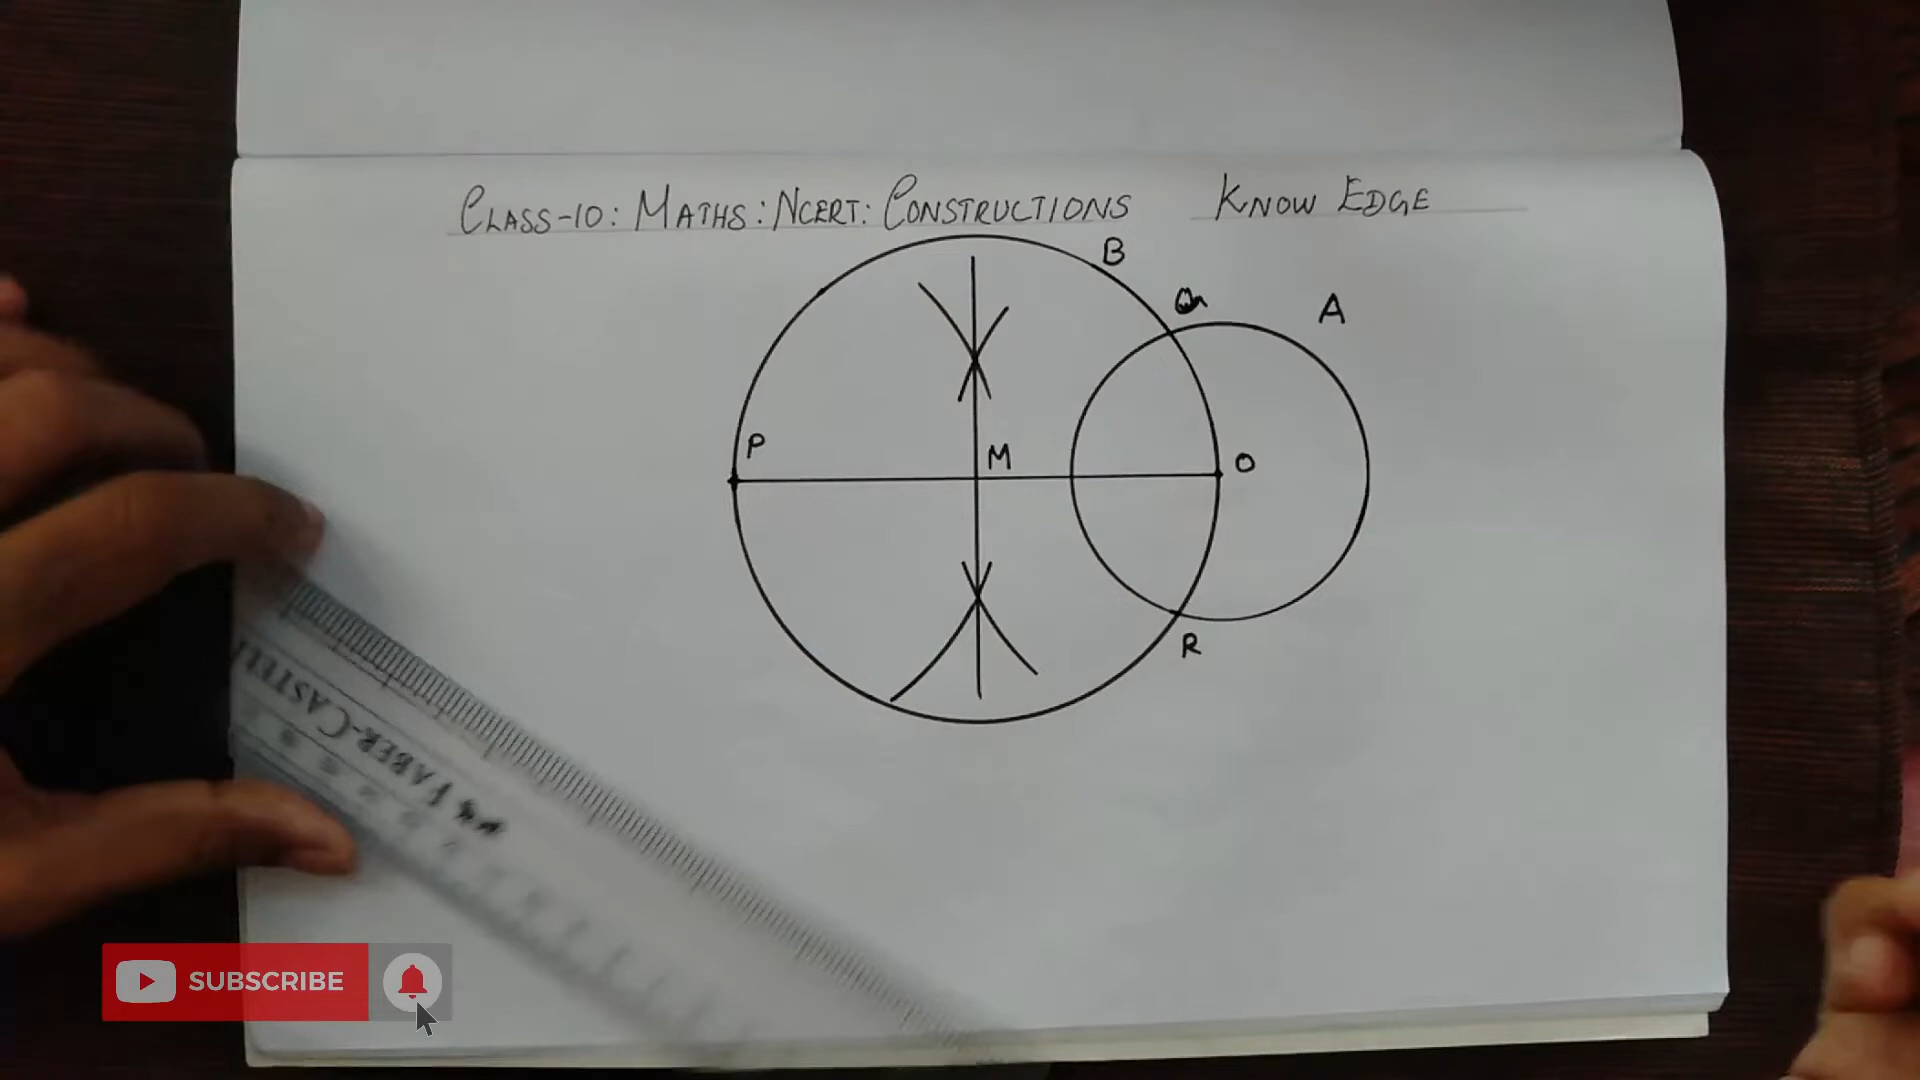 CLASS-10: MATHS: NCERT: CONSTRUCTIONS KNOW EDGE
B
Q
A
P
M
O
R
FABER-CASTELL
SUBSCRIBE